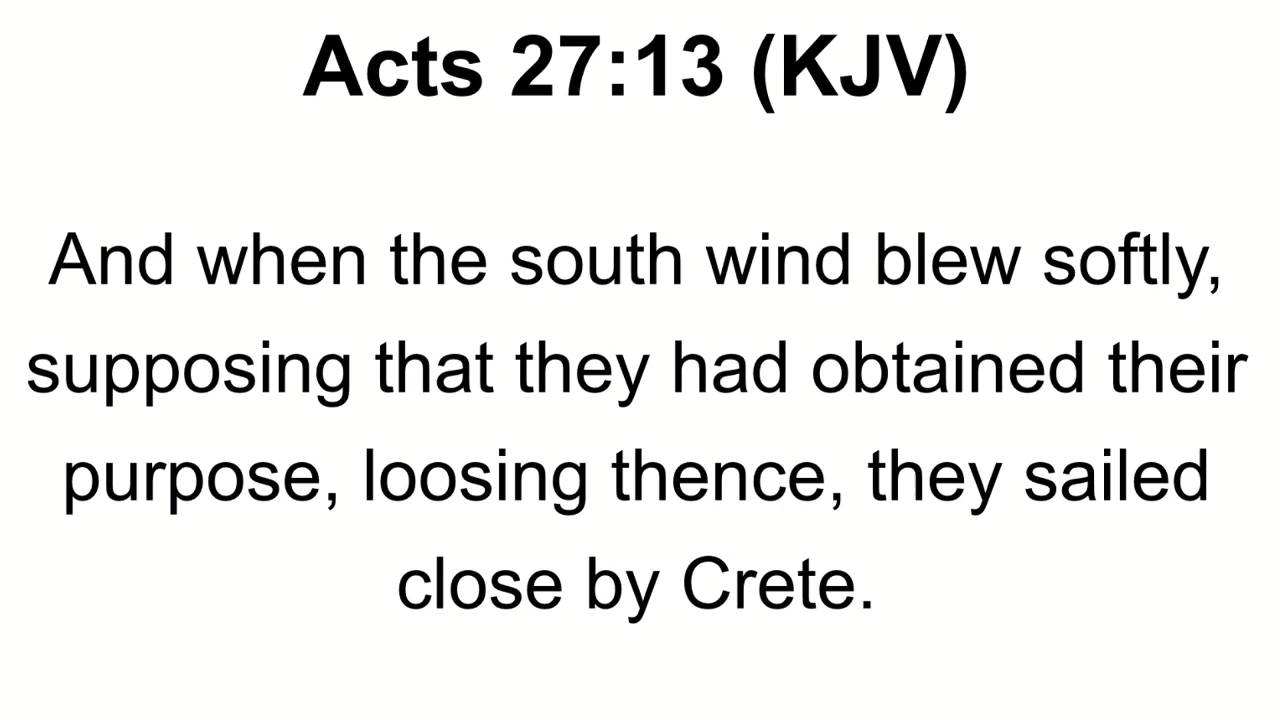 Acts 27:13 (KJV)
And when the south wind blew softly,
supposing that they had obtained their
purpose, loosing thence, they sailed
close by Crete.